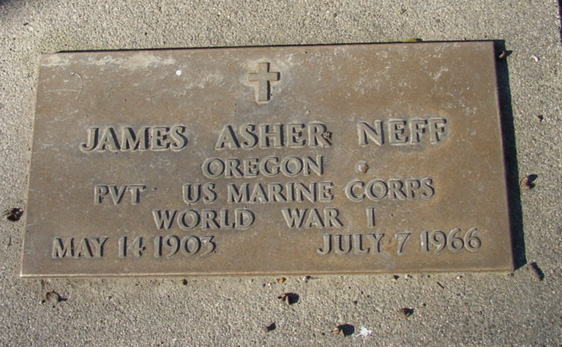 JAMES ASHER NEFF
OREGON
PVT US MARINE CORPS
WORLD WAR I
MAY 14 1903 JULY 7 1966